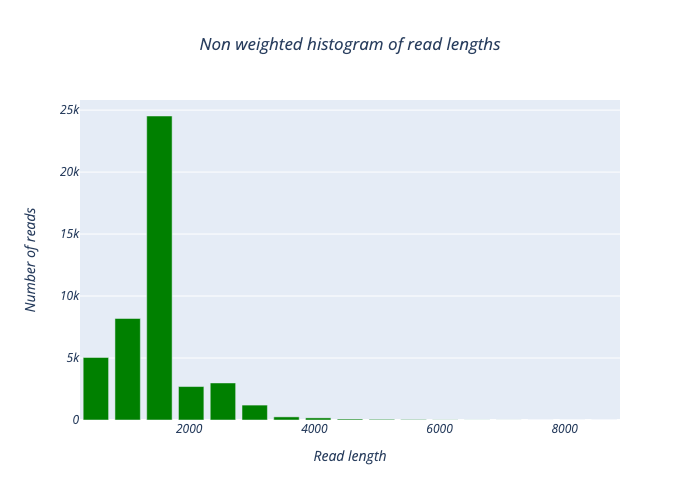 Non weighted histogram of read lengths
25k
20k
15k
10k
5k
0
Number of reads
2000
4000
6000
8000
Read length